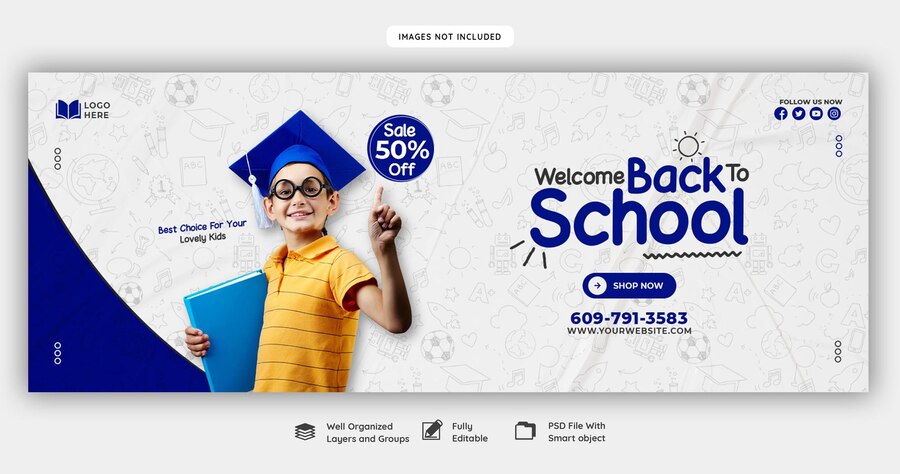 IMAGES NOT INCLUDED
LOGO
HERE
FOLLOW US NOW
Sale
50%
Off
Best Choice For Your
Lovely Kids
Welcome Back To
School
SHOP NOW
609-791-3583
WWW.YOURWEBSITE.COM
Well Organized
Layers and Groups
Fully
Editable
PSD File With
Smart object